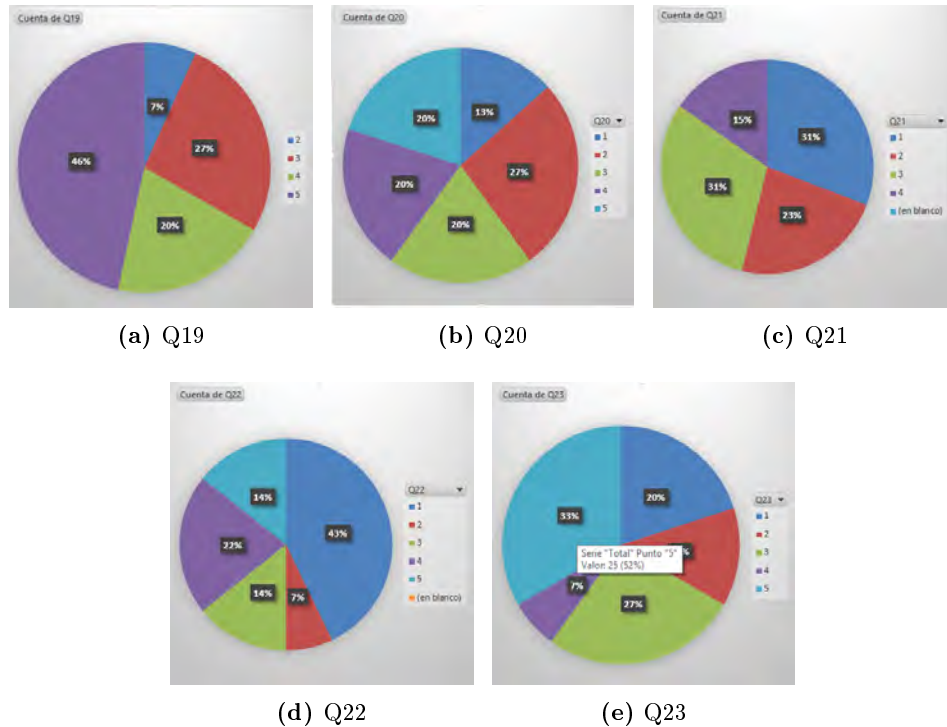 Cuenta de Q19
7%
27%
20%
46%
2
3
4
5
(a) Q19
Cuenta de Q20
13%
27%
20%
20%
20%
Q20
1
2
3
4
5
(b) Q20
Cuenta de Q21
31%
23%
31%
15%
Q21
1
2
3
4
(en blanco)
(c) Q21
Cuenta de Q22
43%
7%
14%
22%
14%
Q22
1
2
3
4
5
(en blanco)
(d) Q22
Cuenta de Q23
20%
%
27%
7%
33%
Serie "Total" Punto "5"
Valor: 25 (52%)
Q23
1
2
3
4
5
(e) Q23